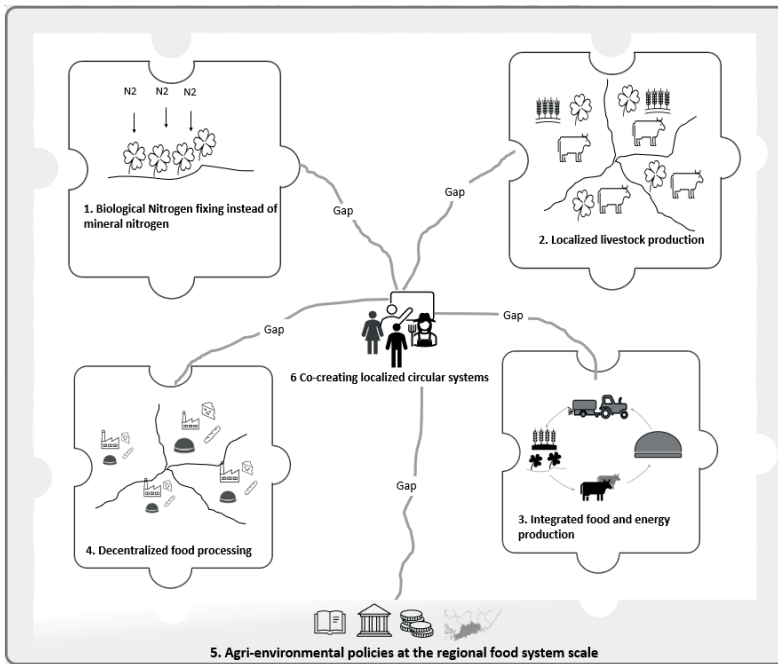 N2 N2 N2
1. Biological Nitrogen fixing instead of
mineral nitrogen
Gap
Gap
2. Localized livestock production
Gap
Gap
6 Co-creating localized circular systems
4. Decentralized food processing
Gap
3. Integrated food and energy
production
5. Agri-environmental policies at the regional food system scale